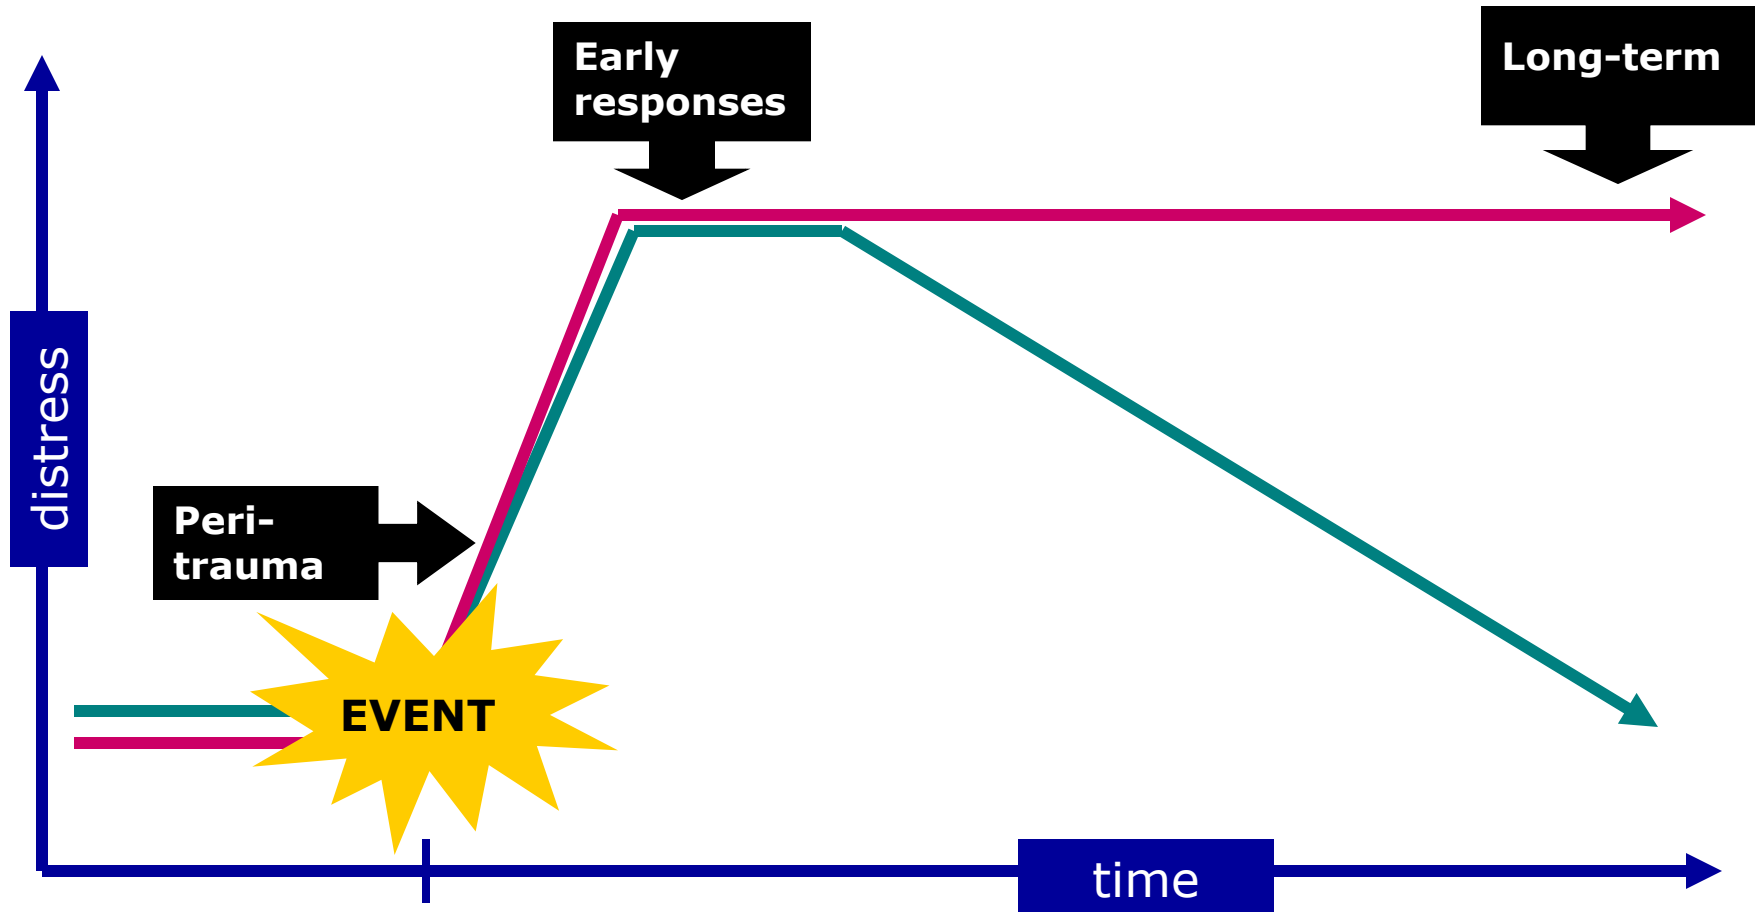 Early
responses
Long-term
distress
Peri-
trauma
EVENT
time